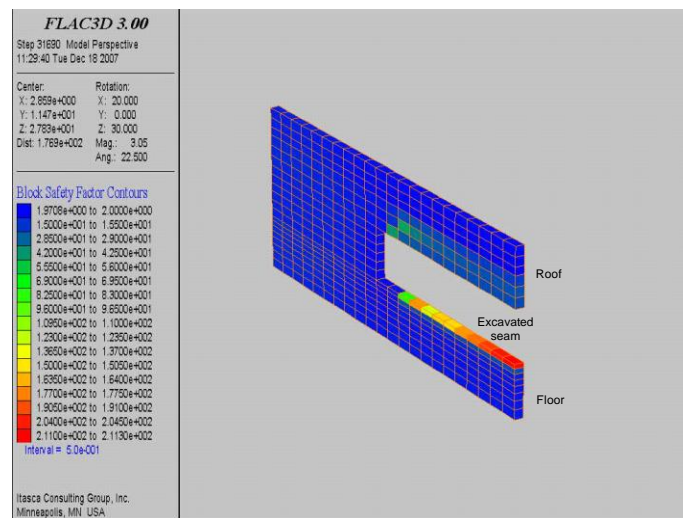 FLAC3D 3.00
Step 31690 Model Perspective
11:29:40 Tue Dec 18 2007
Center: Rotation:
X: 2.859e+000 X: 20.000
Y: 1.147e+001 Y: 0.000
Z: 2.783e+001 Z: 30.000
Dist: 1.769e+002 Mag.: 3.05
Ang.: 22.500
Block Safety Factor Contours
1.9708e+000 to 2.0000e+000
1.5000e+001 to 1.5500e+001
2.8500e+001 to 2.9000e+001
4.2000e+001 to 4.2500e+001
5.5500e+001 to 5.6000e+001
6.9000e+001 to 6.9500e+001
8.2500e+001 to 8.3000e+001
9.6000e+001 to 9.6500e+001
1.0950e+002 to 1.1000e+002
1.2300e+002 to 1.2350e+002
1.3650e+002 to 1.3700e+002
1.5000e+002 to 1.5050e+002
1.6350e+002 to 1.6400e+002
1.7700e+002 to 1.7750e+002
1.9050e+002 to 1.9100e+002
2.0400e+002 to 2.0450e+002
2.1100e+002 to 2.1130e+002
Interval = 5.0e-001
Itasca Consulting Group, Inc.
Minneapolis, MN USA
Roof
Excavated
seam
Floor